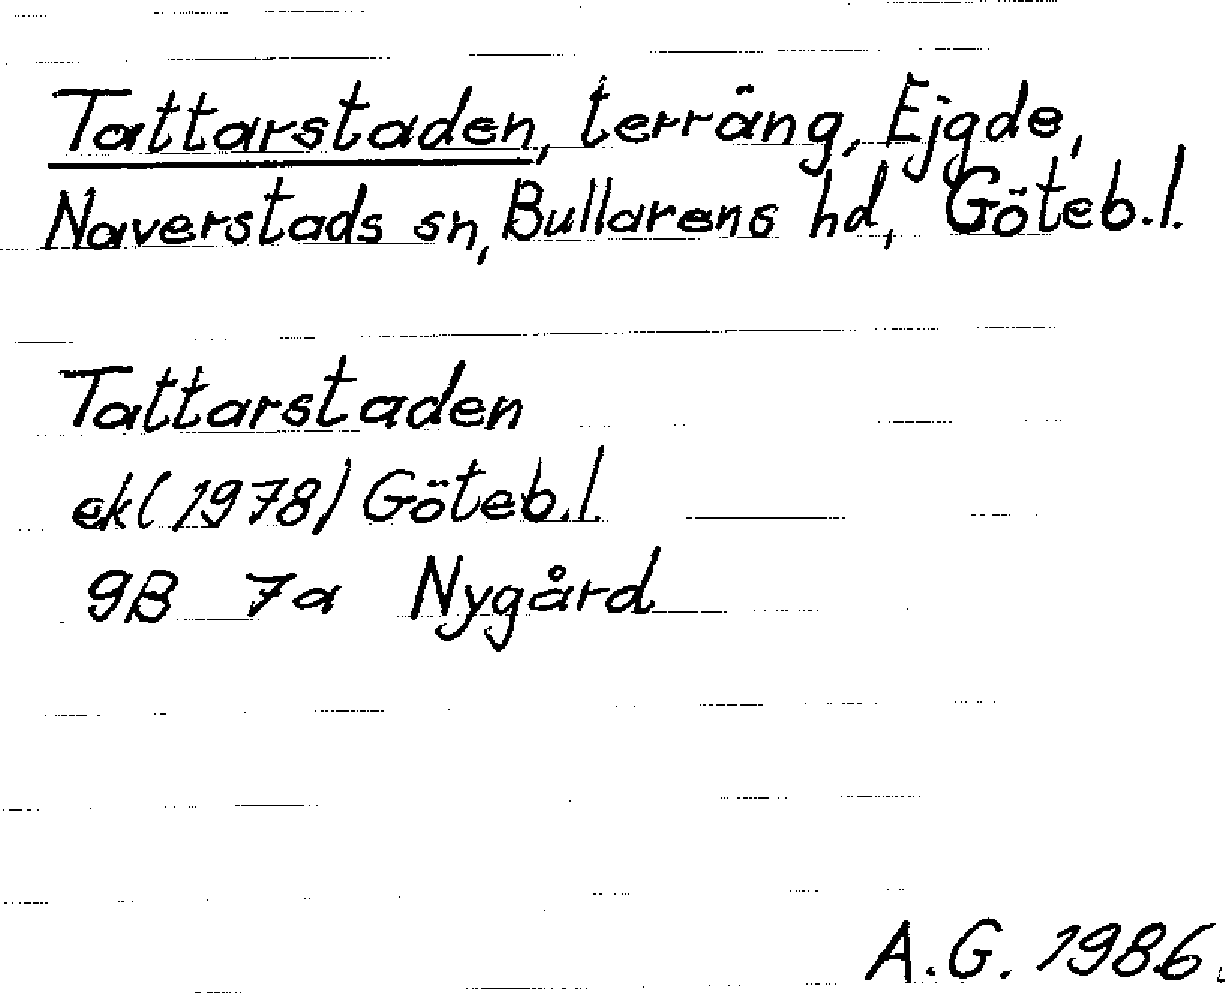 Tattarstaden, terräng, Ejgde,
Naverstads sn, Bullarens hd, Göteb.l.
Tattarstaden
ek (1978) Göteb.l.
9B 7a Nygård
A.G. 1986.